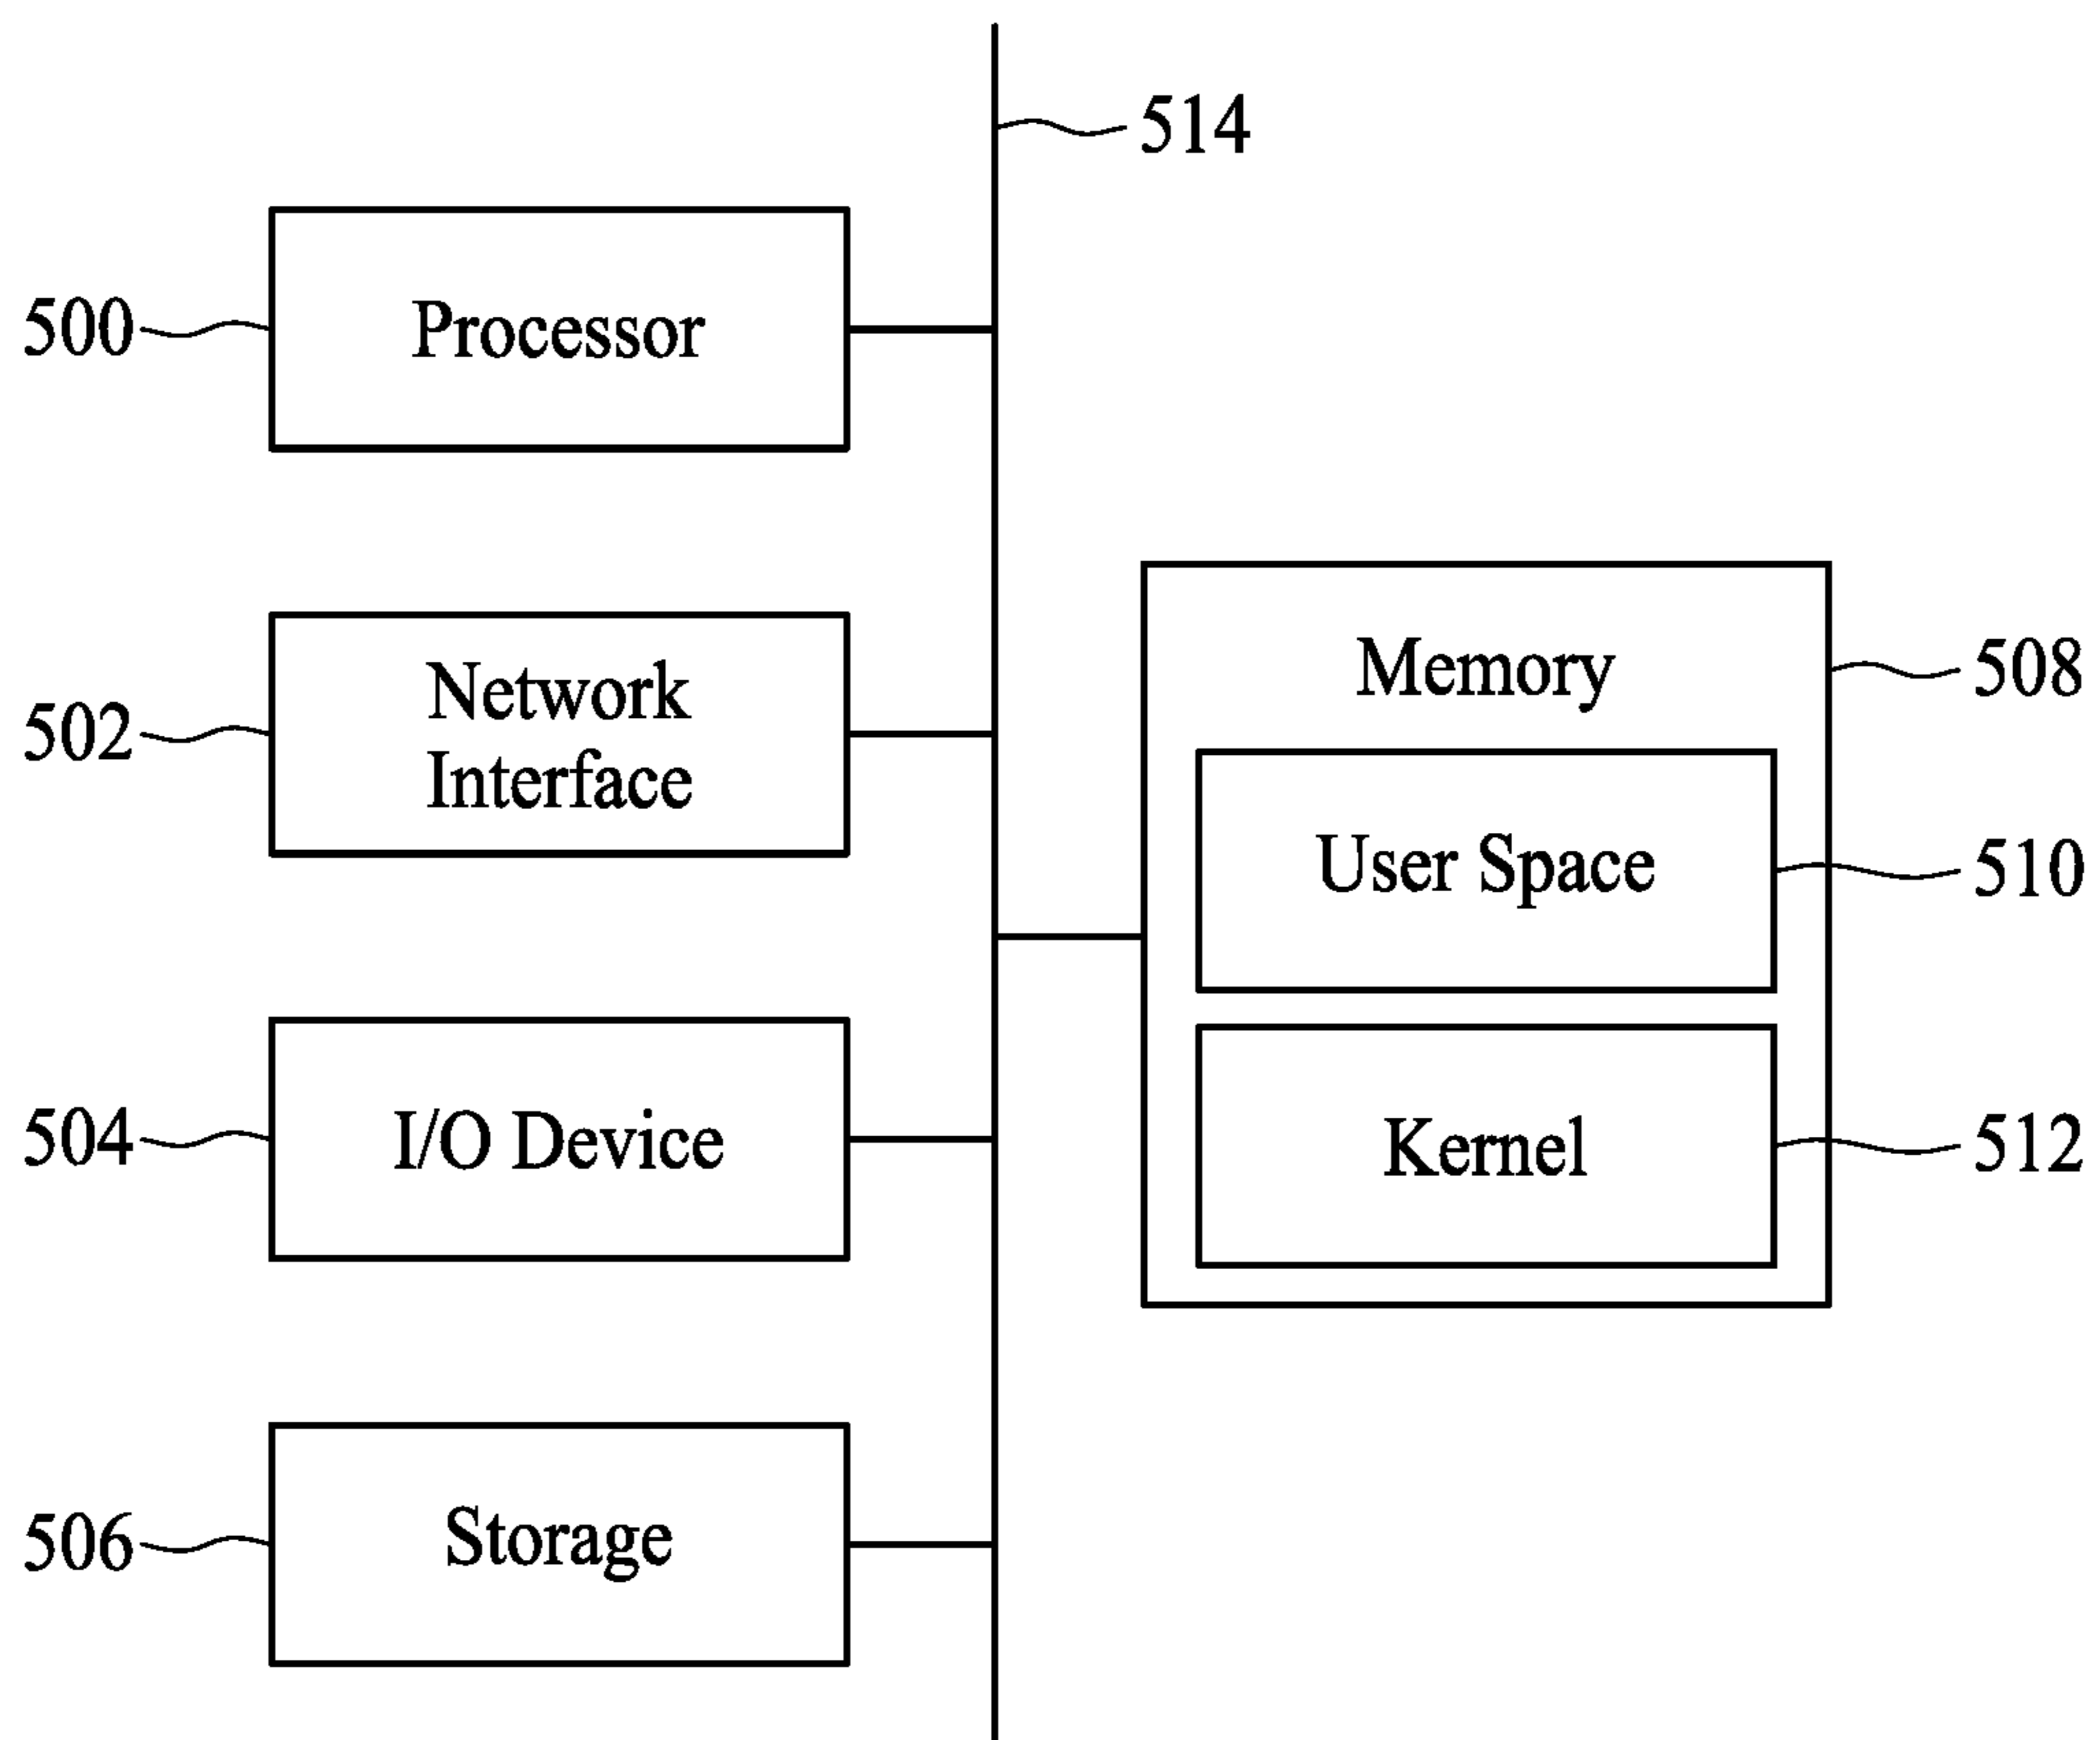 514
500
Processor
502
Network
Interface
504
I/O Device
506
Storage
Memory
508
User Space
510
Kernel
512